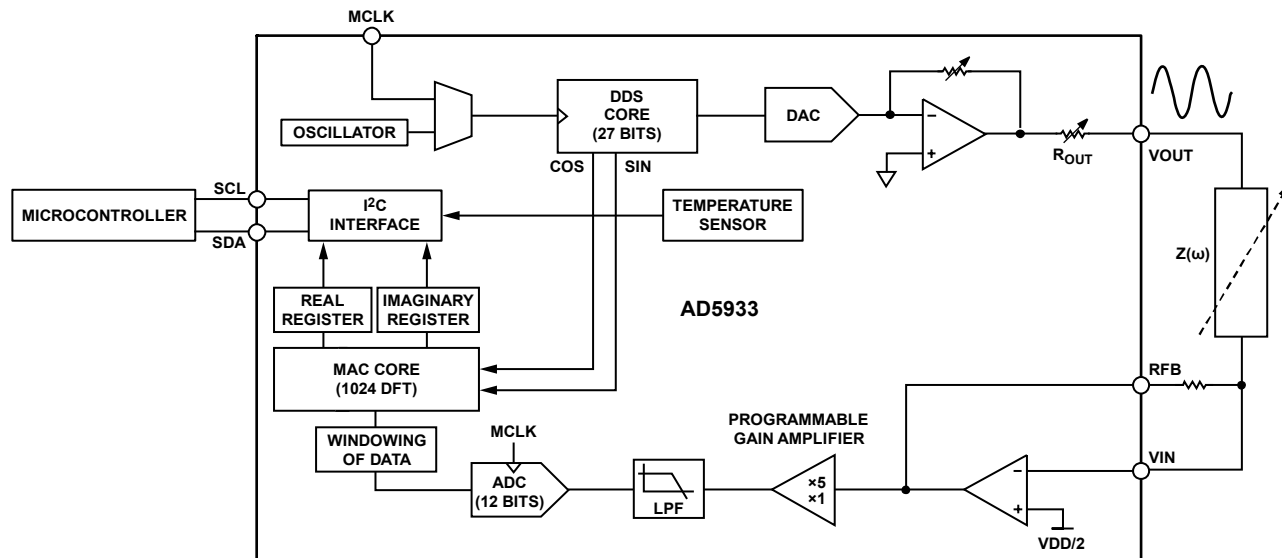 MCLK
DDS
CORE
(27 BITS)
DAC
OSCILLATOR
ROUT
VOUT
COS
SIN
SCL
I2C
INTERFACE
TEMPERATURE
SENSOR
MICROCONTROLLER
SDA
Z(ω)
REAL
REGISTER
IMAGINARY
REGISTER
AD5933
MAC CORE
(1024 DFT)
RFB
PROGRAMMABLE
GAIN AMPLIFIER
WINDOWING
OF DATA
MCLK
VIN
ADC
(12 BITS)
LPF
×5
×1
−
+
−
+
VDD/2